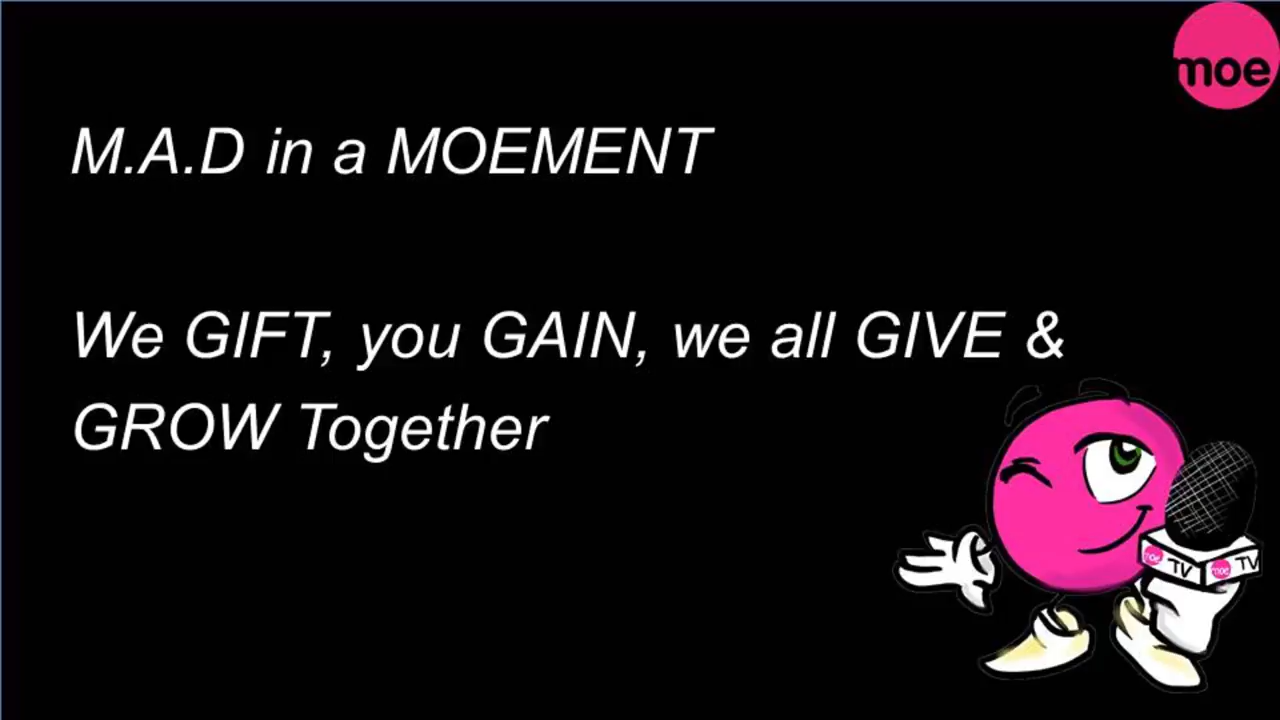 moe
M.A.D in a MOEMENT
We GIFT, you GAIN, we all GIVE &
GROW Together
moe TV moe TV